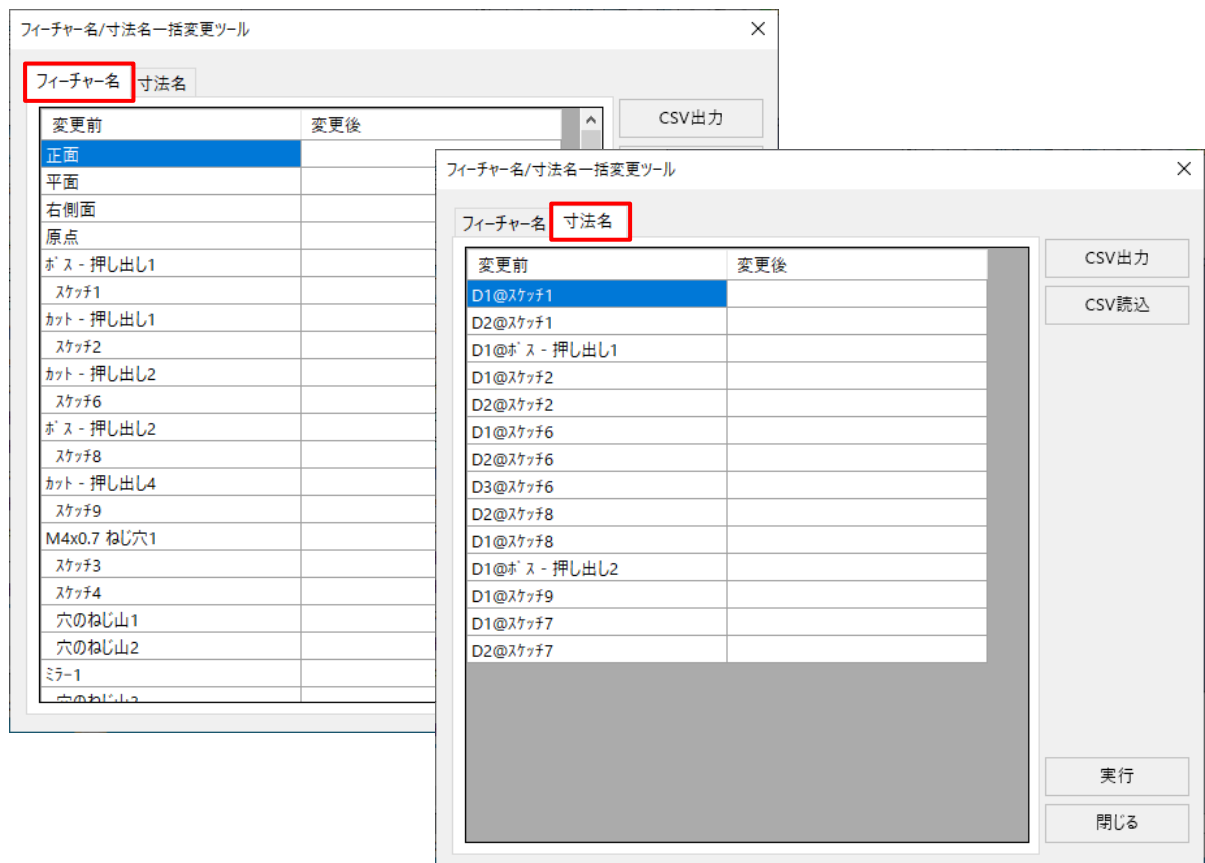 フィーチャー名/寸法名一括変更ツール
フィーチャー名 寸法名
変更前 変更後
CSV出力
正面
平面
右側面
原点
ﾎﾞｽ - 押し出し1
ｽｹｯﾁ1
ｶｯﾄ - 押し出し1
ｽｹｯﾁ2
ｶｯﾄ - 押し出し2
ｽｹｯﾁ6
ﾎﾞｽ - 押し出し2
ｽｹｯﾁ8
ｶｯﾄ - 押し出し4
ｽｹｯﾁ9
M4x0.7 ねじ穴1
ｽｹｯﾁ3
ｽｹｯﾁ4
穴のねじ山1
穴のねじ山2
ﾐﾗｰ1
フィーチャー名/寸法名一括変更ツール
フィーチャー名 寸法名
変更前 変更後
CSV出力
CSV読込
D1@ｽｹｯﾁ1
D2@ｽｹｯﾁ1
D1@ﾎﾞｽ - 押し出し1
D1@ｽｹｯﾁ2
D2@ｽｹｯﾁ2
D1@ｽｹｯﾁ6
D2@ｽｹｯﾁ6
D3@ｽｹｯﾁ6
D2@ｽｹｯﾁ8
D1@ｽｹｯﾁ8
D1@ﾎﾞｽ - 押し出し2
D1@ｽｹｯﾁ9
D1@ｽｹｯﾁ7
D2@ｽｹｯﾁ7
実行
閉じる